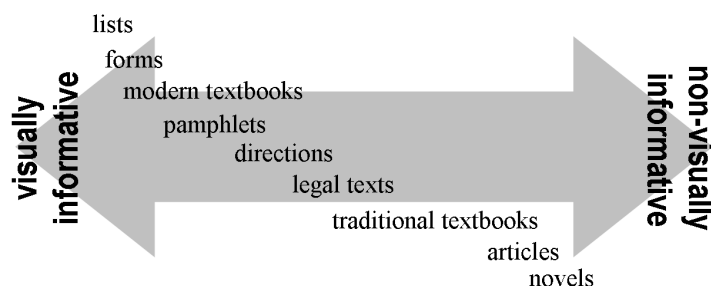 lists
forms
modern textbooks
pamphlets
directions
legal texts
traditional textbooks
articles
novels
visually
informative
non-visually
informative